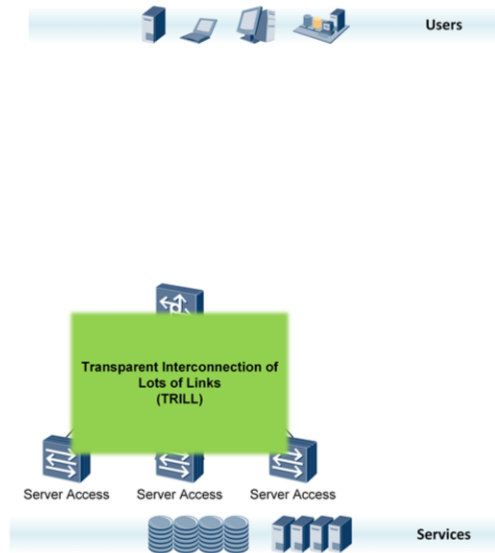 Users
Transparent Interconnection of
Lots of Links
(TRILL)
Server Access
Server Access
Server Access
Services